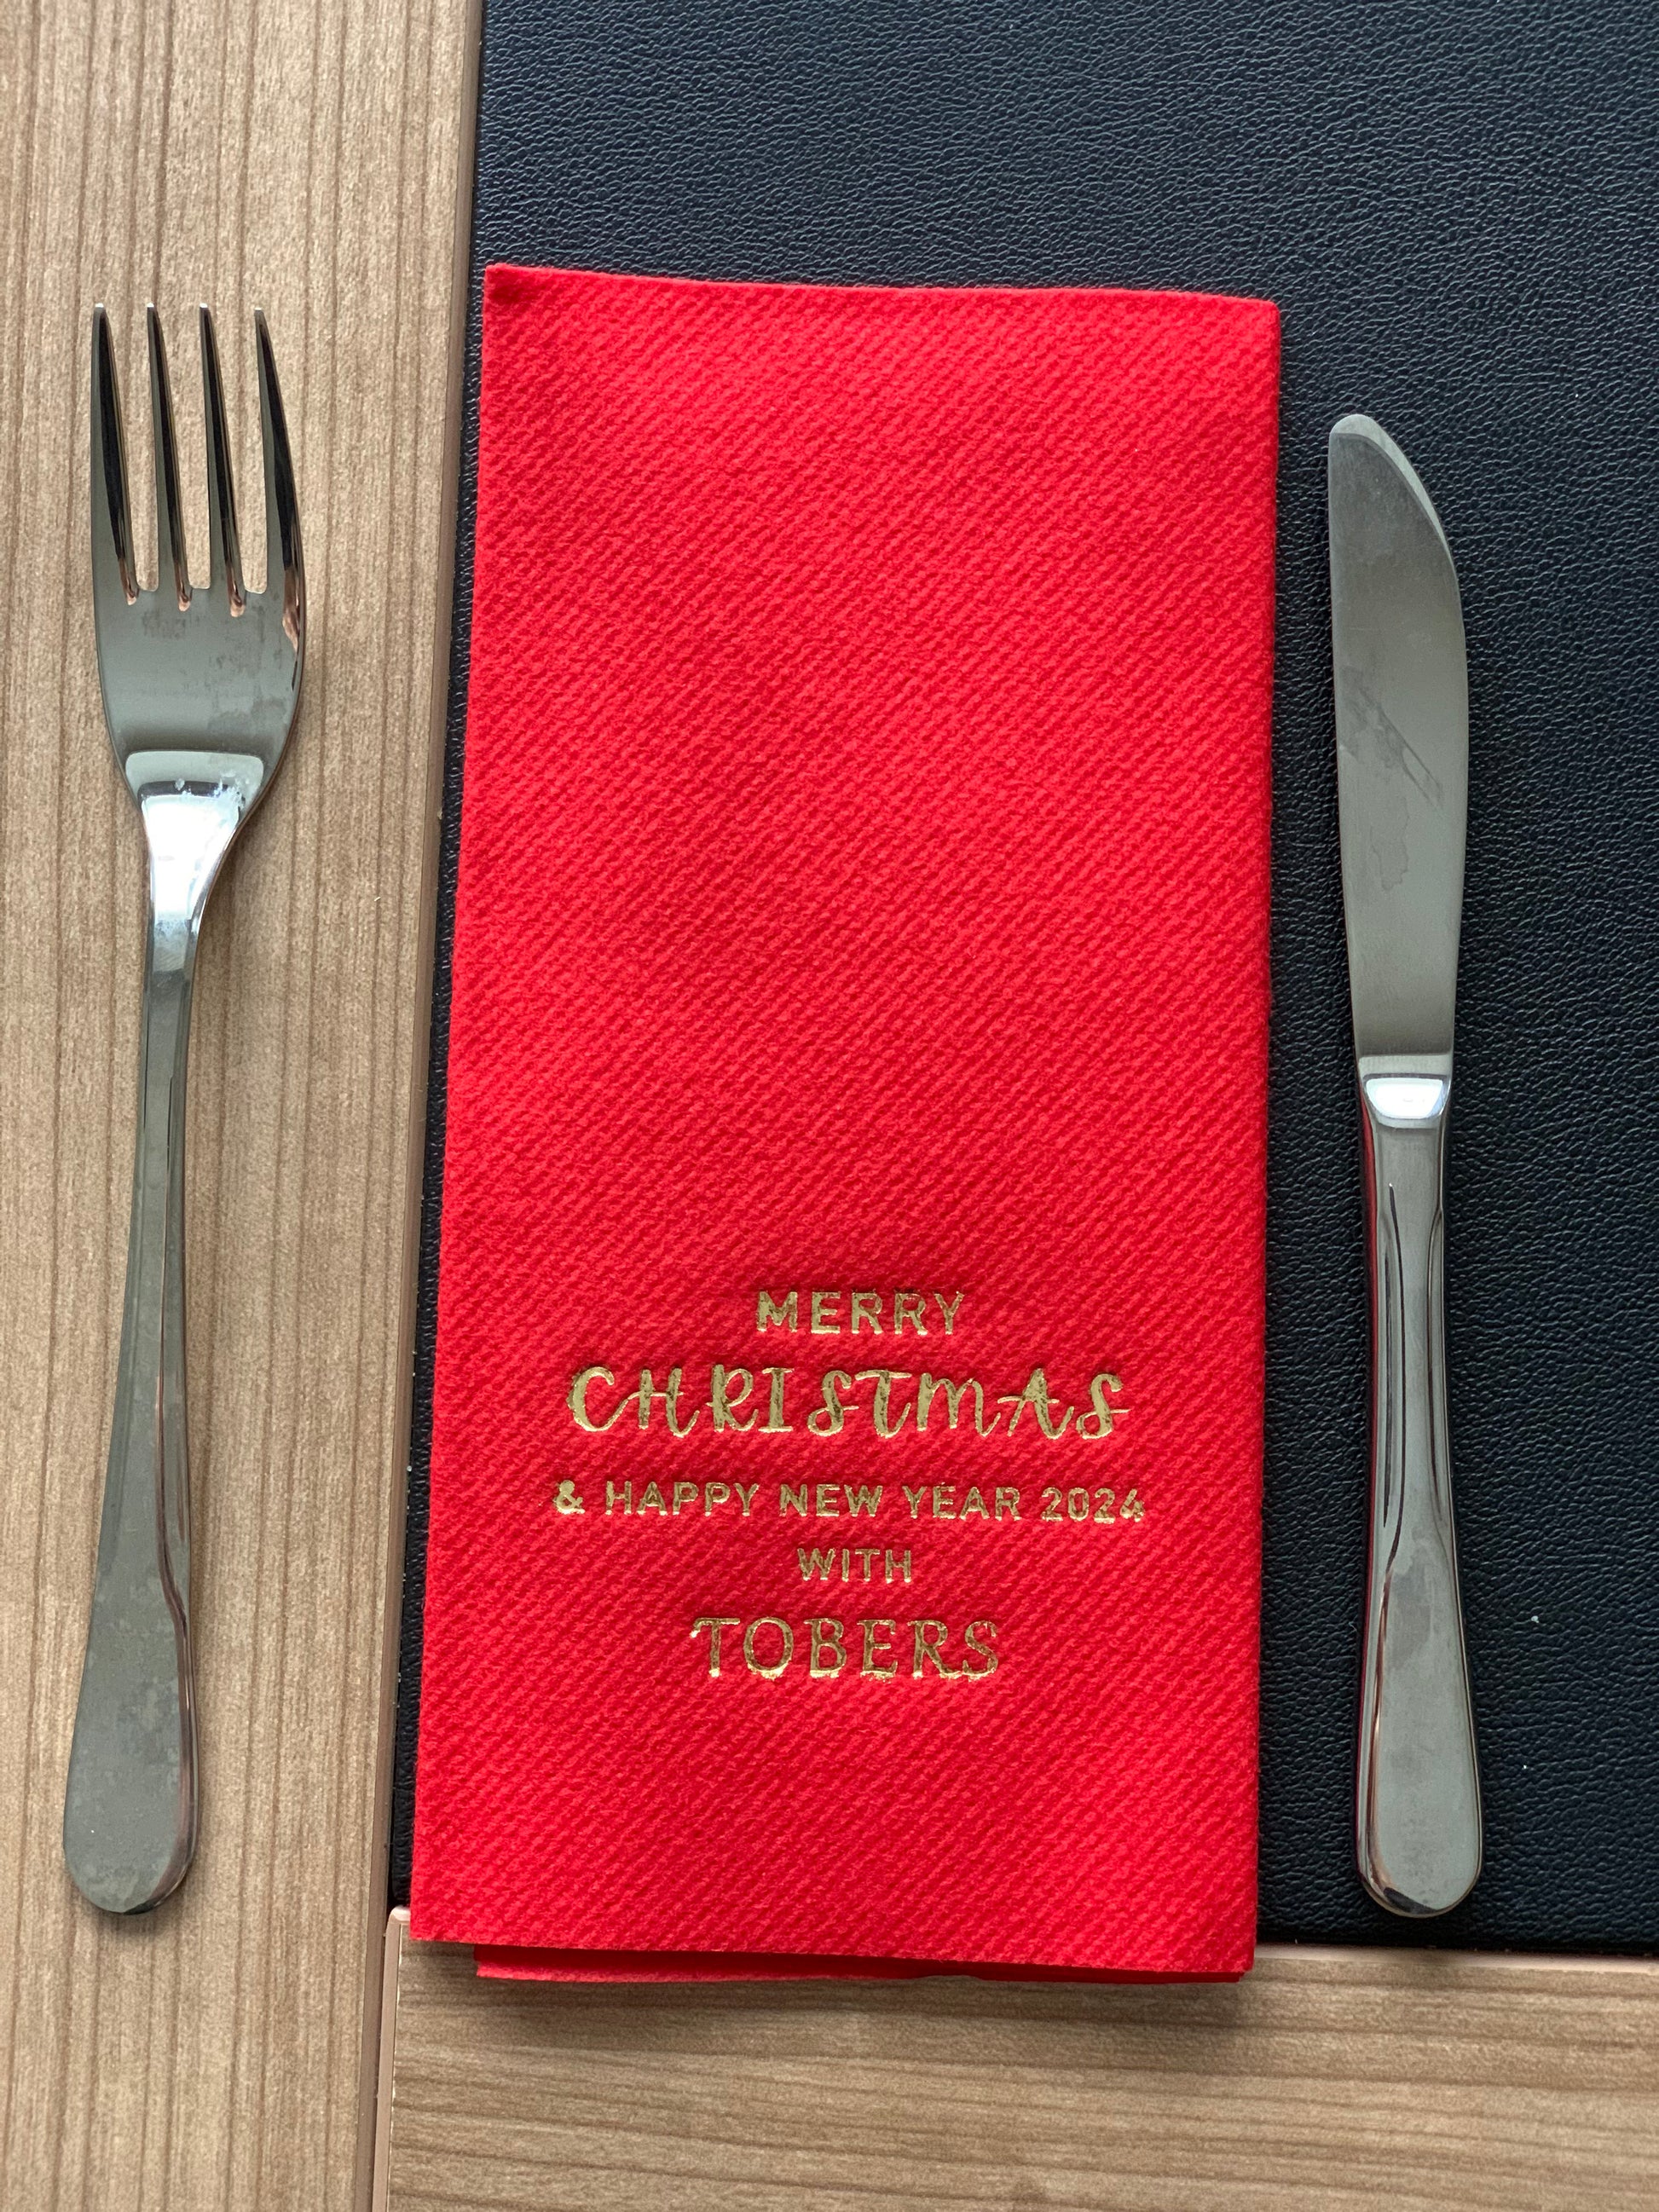 MERRY
CHRISTMAS
& HAPPY NEW YEAR 2024
WITH
TOBERS